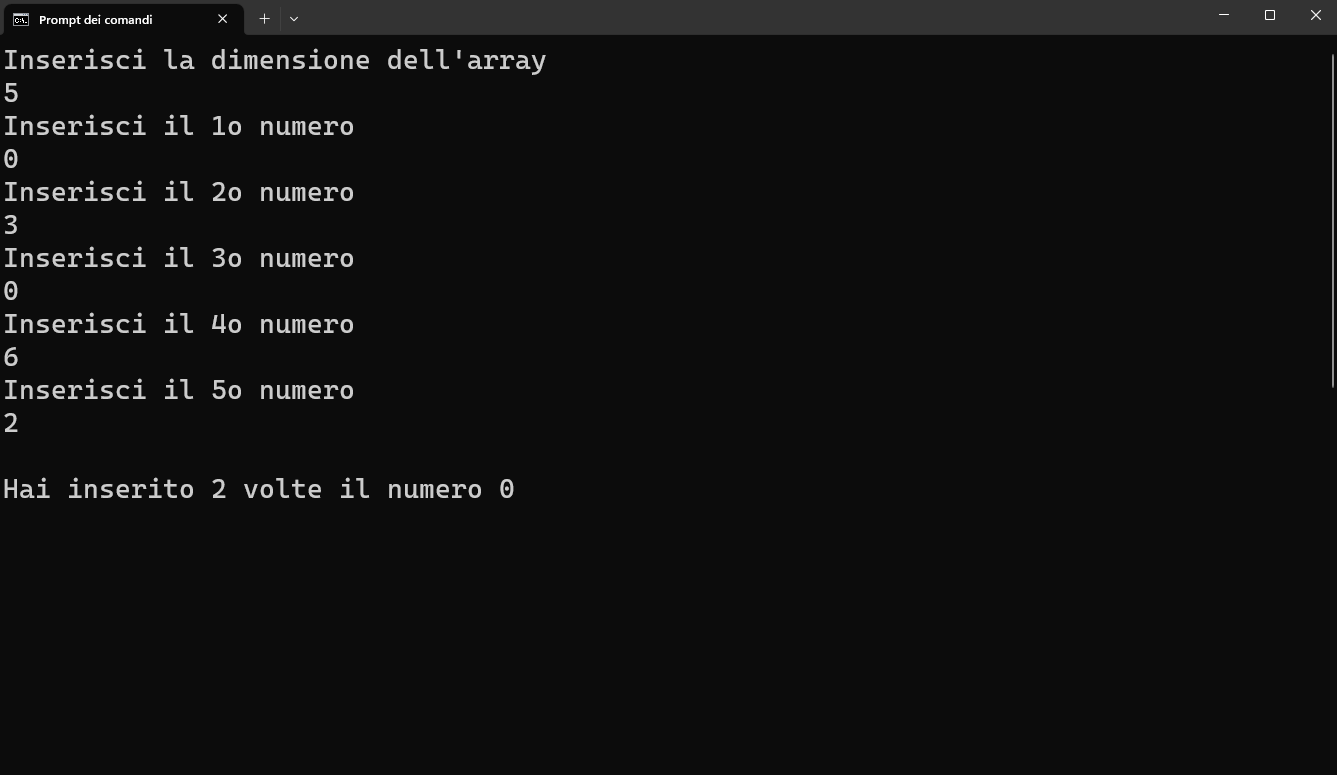 Prompt dei comandi
Inserisci la dimensione dell'array
5
Inserisci il 1o numero
0
Inserisci il 2o numero
3
Inserisci il 3o numero
0
Inserisci il 4o numero
6
Inserisci il 5o numero
2
Hai inserito 2 volte il numero 0